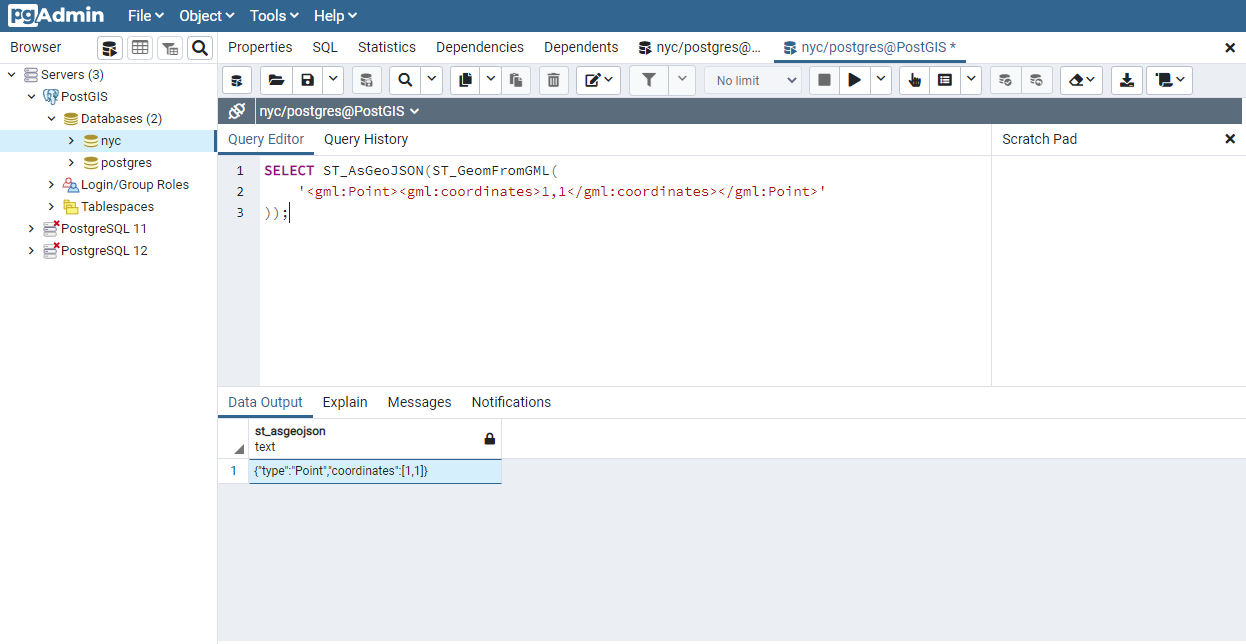 pgAdmin File Object Tools Help
Browser Properties SQL Statistics Dependencies Dependents nyc/postgres@... nyc/postgres@PostGIS *
Servers (3)
PostGIS
Databases (2)
nyc
postgres
Login/Group Roles
Tablespaces
PostgreSQL 11
PostgreSQL 12
No limit
nyc/postgres@PostGIS
Query Editor Query History Scratch Pad
1 SELECT ST_AsGeoJSON(ST_GeomFromGML(
2 '<gml:Point><gml:coordinates>1,1</gml:coordinates></gml:Point>'
3 ));
Data Output Explain Messages Notifications
st_asgeojson
text
1 {"type":"Point","coordinates":[1,1]}